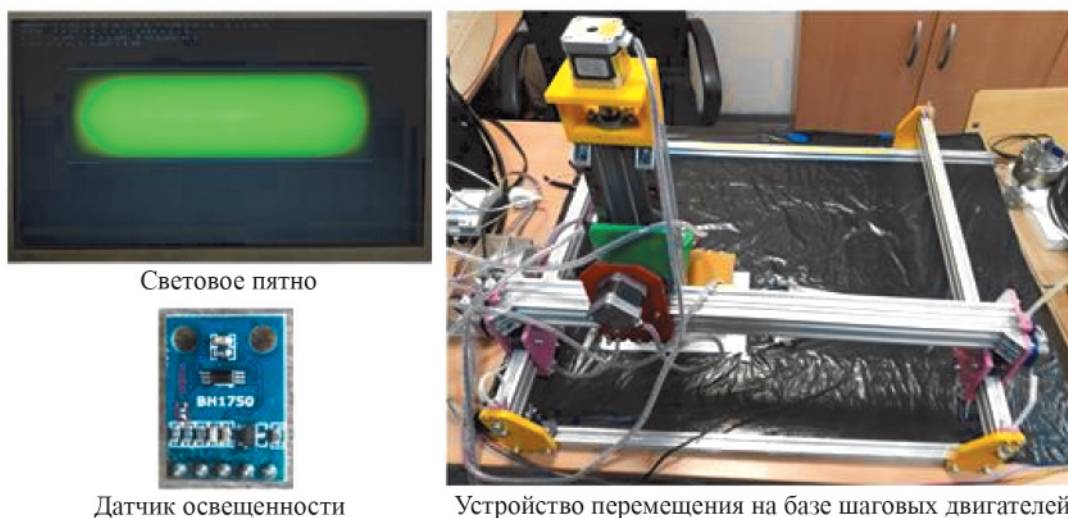 Световое пятно
BH1750
Датчик освещенности
Устройство перемещения на базе шаговых двигателей